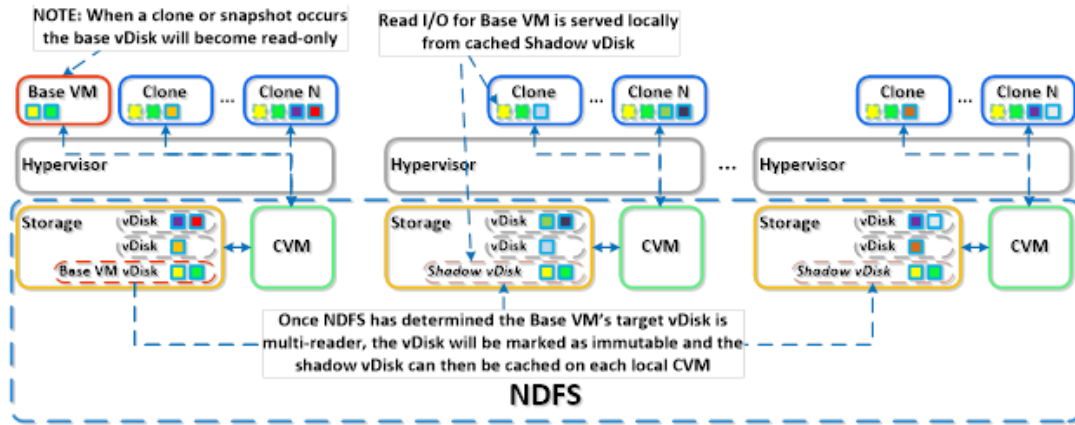 NOTE: When a clone or snapshot occurs
the base vDisk will become read-only
Read I/O for Base VM is served locally
from cached Shadow vDisk
Base VM
Clone
...
Clone N
Clone
...
Clone N
Clone
...
Clone N
Hypervisor
Hypervisor
...
Hypervisor
Storage
vDisk
vDisk
Base VM vDisk
CVM
Storage
vDisk
vDisk
Shadow vDisk
CVM
Storage
vDisk
vDisk
Shadow vDisk
CVM
Once NDFS has determined the Base VM's target vDisk is
multi-reader, the vDisk will be marked as immutable and the
shadow vDisk can then be cached on each local CVM
NDFS